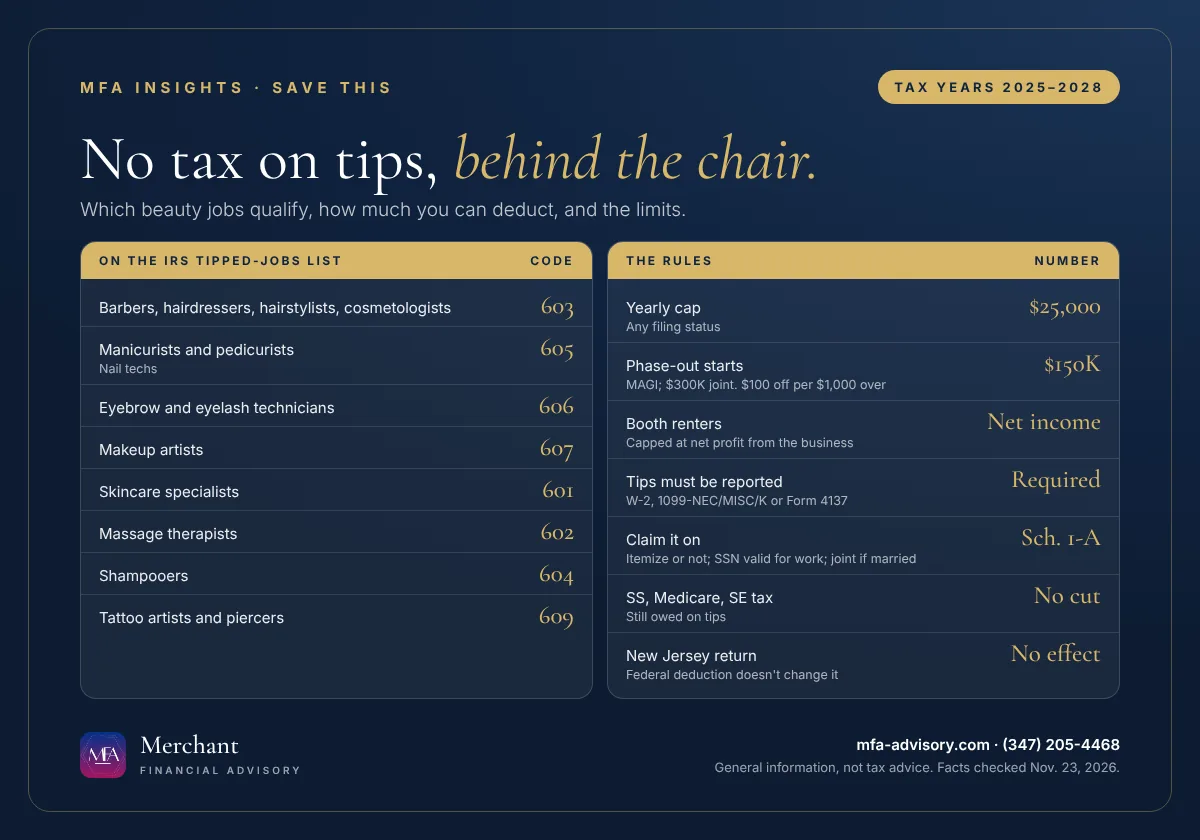 MFA INSIGHTS · SAVE THIS
TAX YEARS 2025–2028
No tax on tips, behind the chair.
Which beauty jobs qualify, how much you can deduct, and the limits.
ON THE IRS TIPPED-JOBS LIST CODE
Barbers, hairdressers, hairstylists, cosmetologists 603
Manicurists and pedicurists 605
Nail techs
Eyebrow and eyelash technicians 606
Makeup artists 607
Skincare specialists 601
Massage therapists 602
Shampooers 604
Tattoo artists and piercers 609
THE RULES NUMBER
Yearly cap $25,000
Any filing status
Phase-out starts $150K
MAGI; $300K joint. $100 off per $1,000 over
Booth renters Net income
Capped at net profit from the business
Tips must be reported Required
W-2, 1099-NEC/MISC/K or Form 4137
Claim it on Sch. 1-A
Itemize or not; SSN valid for work; joint if married
SS, Medicare, SE tax No cut
Still owed on tips
New Jersey return No effect
Federal deduction doesn't change it
MFA
Merchant
FINANCIAL ADVISORY
mfa-advisory.com · (347) 205-4468
General information, not tax advice. Facts checked Nov. 23, 2026.